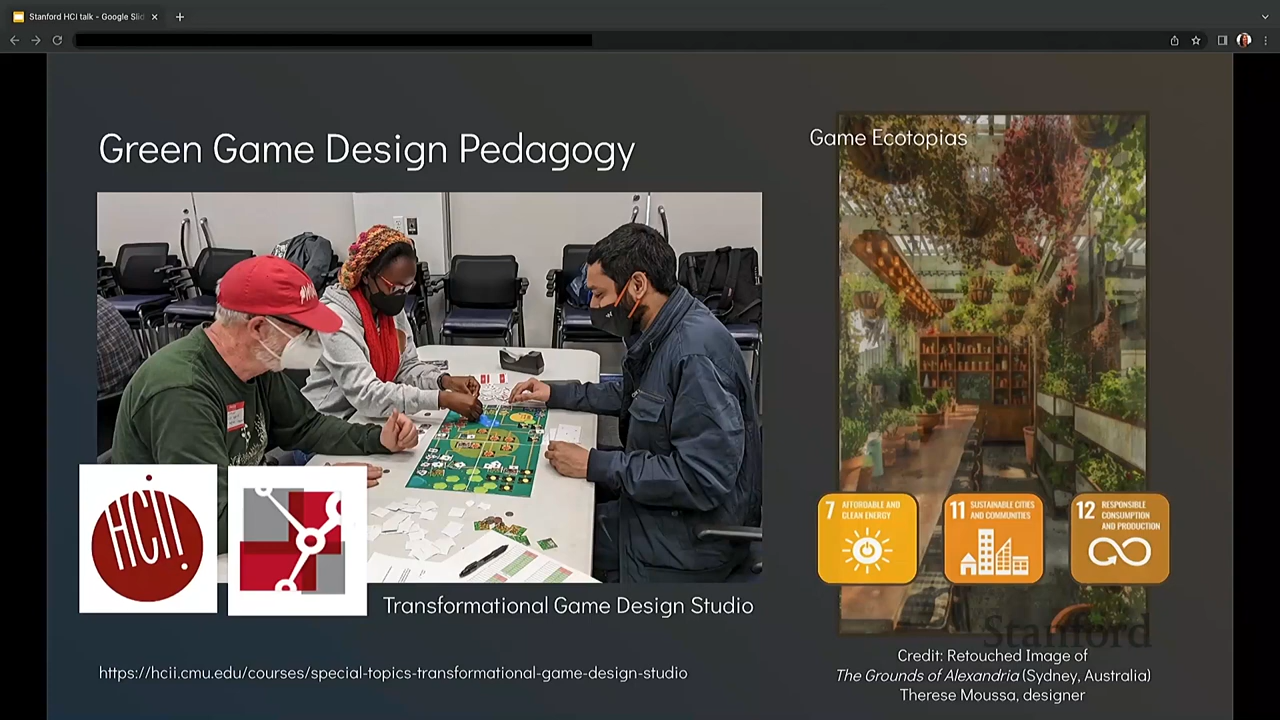 Stanford HCI talk - Google Slid
Green Game Design Pedagogy
Game Ecotopias
HCII!
7 AFFORDABLE AND
CLEAN ENERGY
11 SUSTAINABLE CITIES
AND COMMUNITIES
12 RESPONSIBLE
CONSUMPTION
AND PRODUCTION
Transformational Game Design Studio
https://hcii.cmu.edu/courses/special-topics-transformational-game-design-studio
Stanford
Credit: Retouched Image of
The Grounds of Alexandria (Sydney, Australia)
Therese Moussa, designer